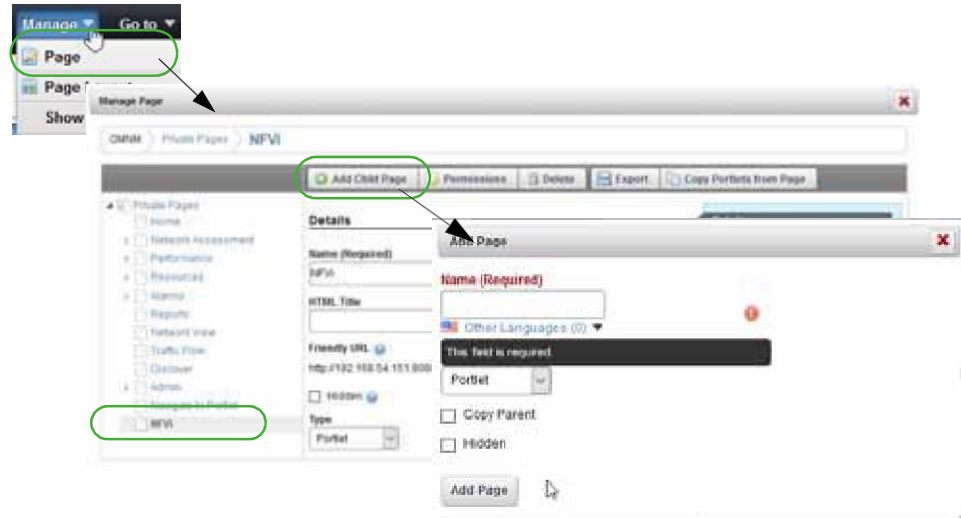 Manage Go to
Page
Page
Show
Manage Page
OMNM Private Pages NFVI
Add Child Page Permissions Delete Export Copy Portlets from Page
Private Pages
Home
Network Assessment
Performance
Resources
Alarms
Reports
Network View
Traffic Flow
Discover
Admin
Navigate to Portlet
NFVI
Details
Name (Required)
NFVI
HTML Title
Friendly URL
Hidden
Type
Portlet
Add Page
Name (Required)
Other Languages (0)
This field is required.
Portlet
Copy Parent
Hidden
Add Page